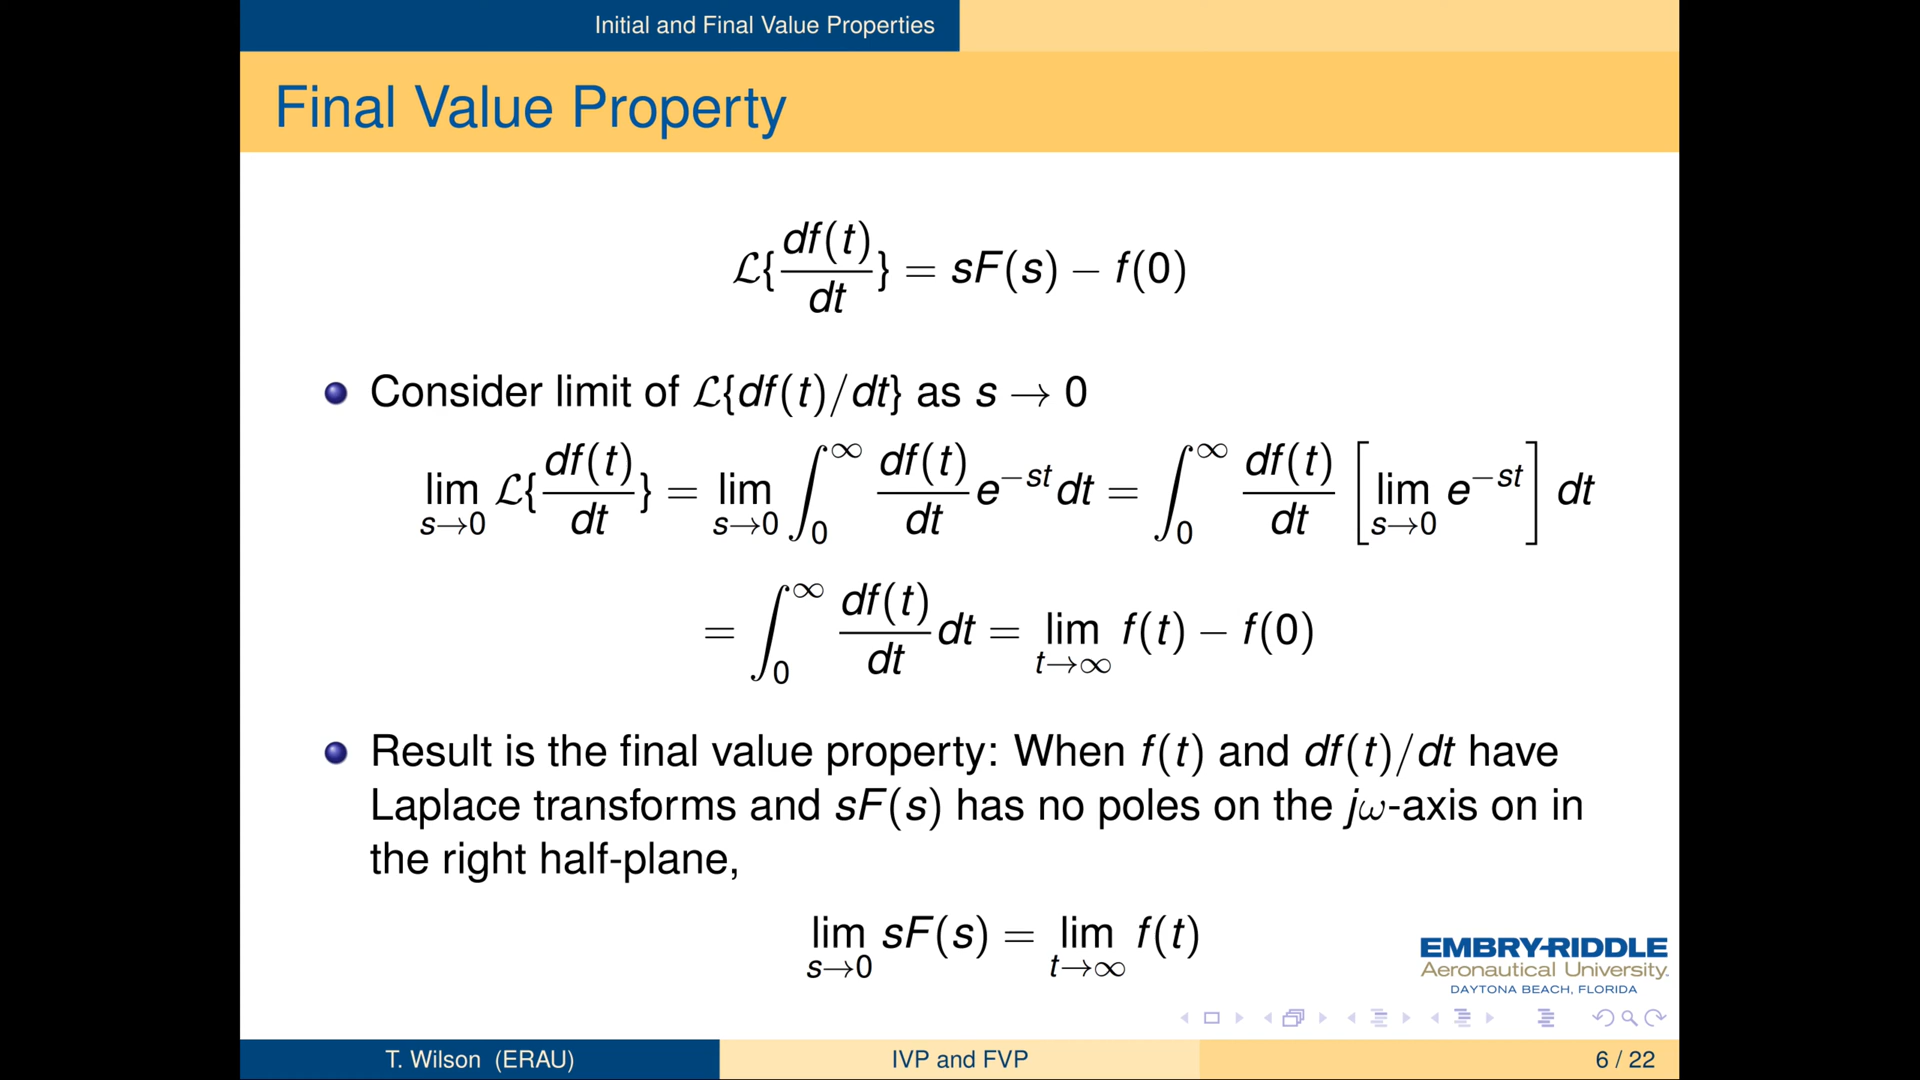 Initial and Final Value Properties
Final Value Property
ℒ{df(t)/dt} = sF(s) − f(0)
Consider limit of ℒ{df(t)/dt} as s → 0
lim_{s→0} ℒ{df(t)/dt} = lim_{s→0} ∫_0^∞ df(t)/dt e^{−st} dt = ∫_0^∞ df(t)/dt [lim_{s→0} e^{−st}] dt
= ∫_0^∞ df(t)/dt dt = lim_{t→∞} f(t) − f(0)
Result is the final value property: When f(t) and df(t)/dt have
Laplace transforms and sF(s) has no poles on the jω-axis on in
the right half-plane,
lim_{s→0} sF(s) = lim_{t→∞} f(t)
EMBRY-RIDDLE
Aeronautical University.
DAYTONA BEACH, FLORIDA
T. Wilson (ERAU)
IVP and FVP
6 / 22